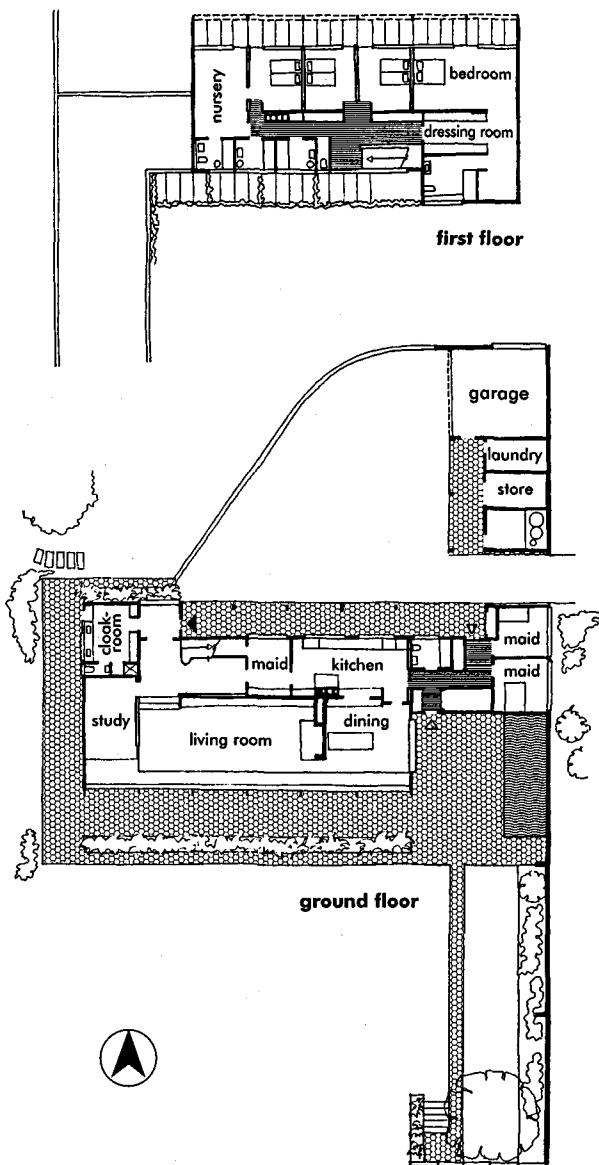 nursery
bedroom
dressing room
first floor
garage
laundry
store
cloak-
room
maid
maid
kitchen
maid
study
living room
dining
ground floor